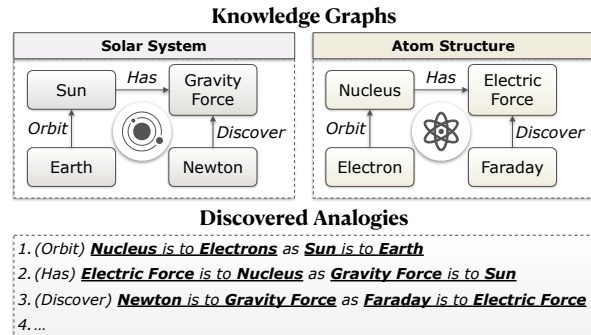 Knowledge Graphs
Solar System
Atom Structure
Sun
Has
Gravity
Force
Nucleus
Has
Electric
Force
Orbit
Discover
Orbit
Discover
Earth
Newton
Electron
Faraday
Discovered Analogies
1. (Orbit) Nucleus is to Electrons as Sun is to Earth
2. (Has) Electric Force is to Nucleus as Gravity Force is to Sun
3. (Discover) Newton is to Gravity Force as Faraday is to Electric Force
4. ...